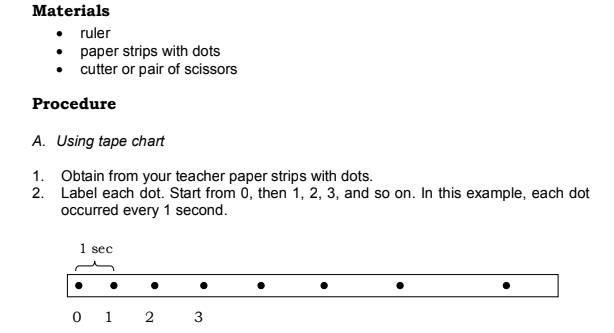 Materials
• ruler
• paper strips with dots
• cutter or pair of scissors
Procedure
A. Using tape chart
1. Obtain from your teacher paper strips with dots.
2. Label each dot. Start from 0, then 1, 2, 3, and so on. In this example, each dot
occurred every 1 second.
1 sec
0 1 2 3